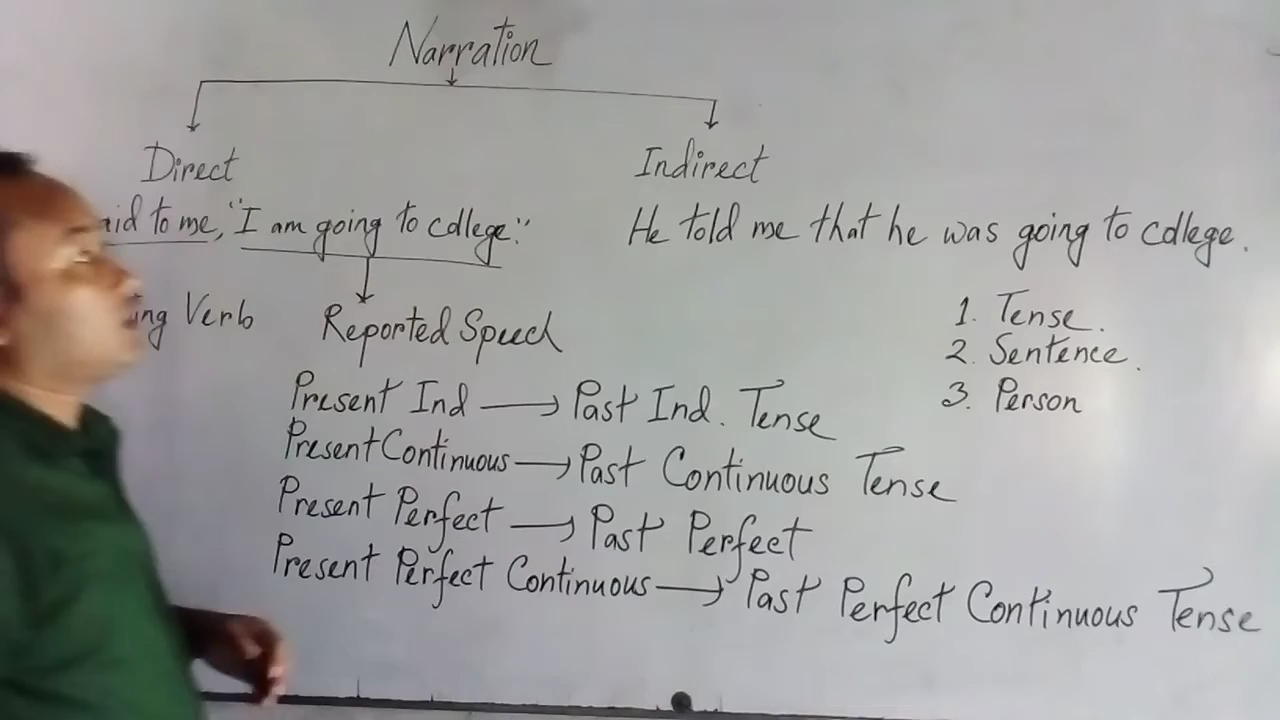 Narration
Direct
Indirect
to me, "I am going to college."
He told me that he was going to college.
Verb
Reported Speech
1. Tense.
2. Sentence.
3. Person
Present Ind → Past Ind. Tense
Present Continuous → Past Continuous Tense
Present Perfect → Past Perfect
Present Perfect Continuous → Past Perfect Continuous Tense